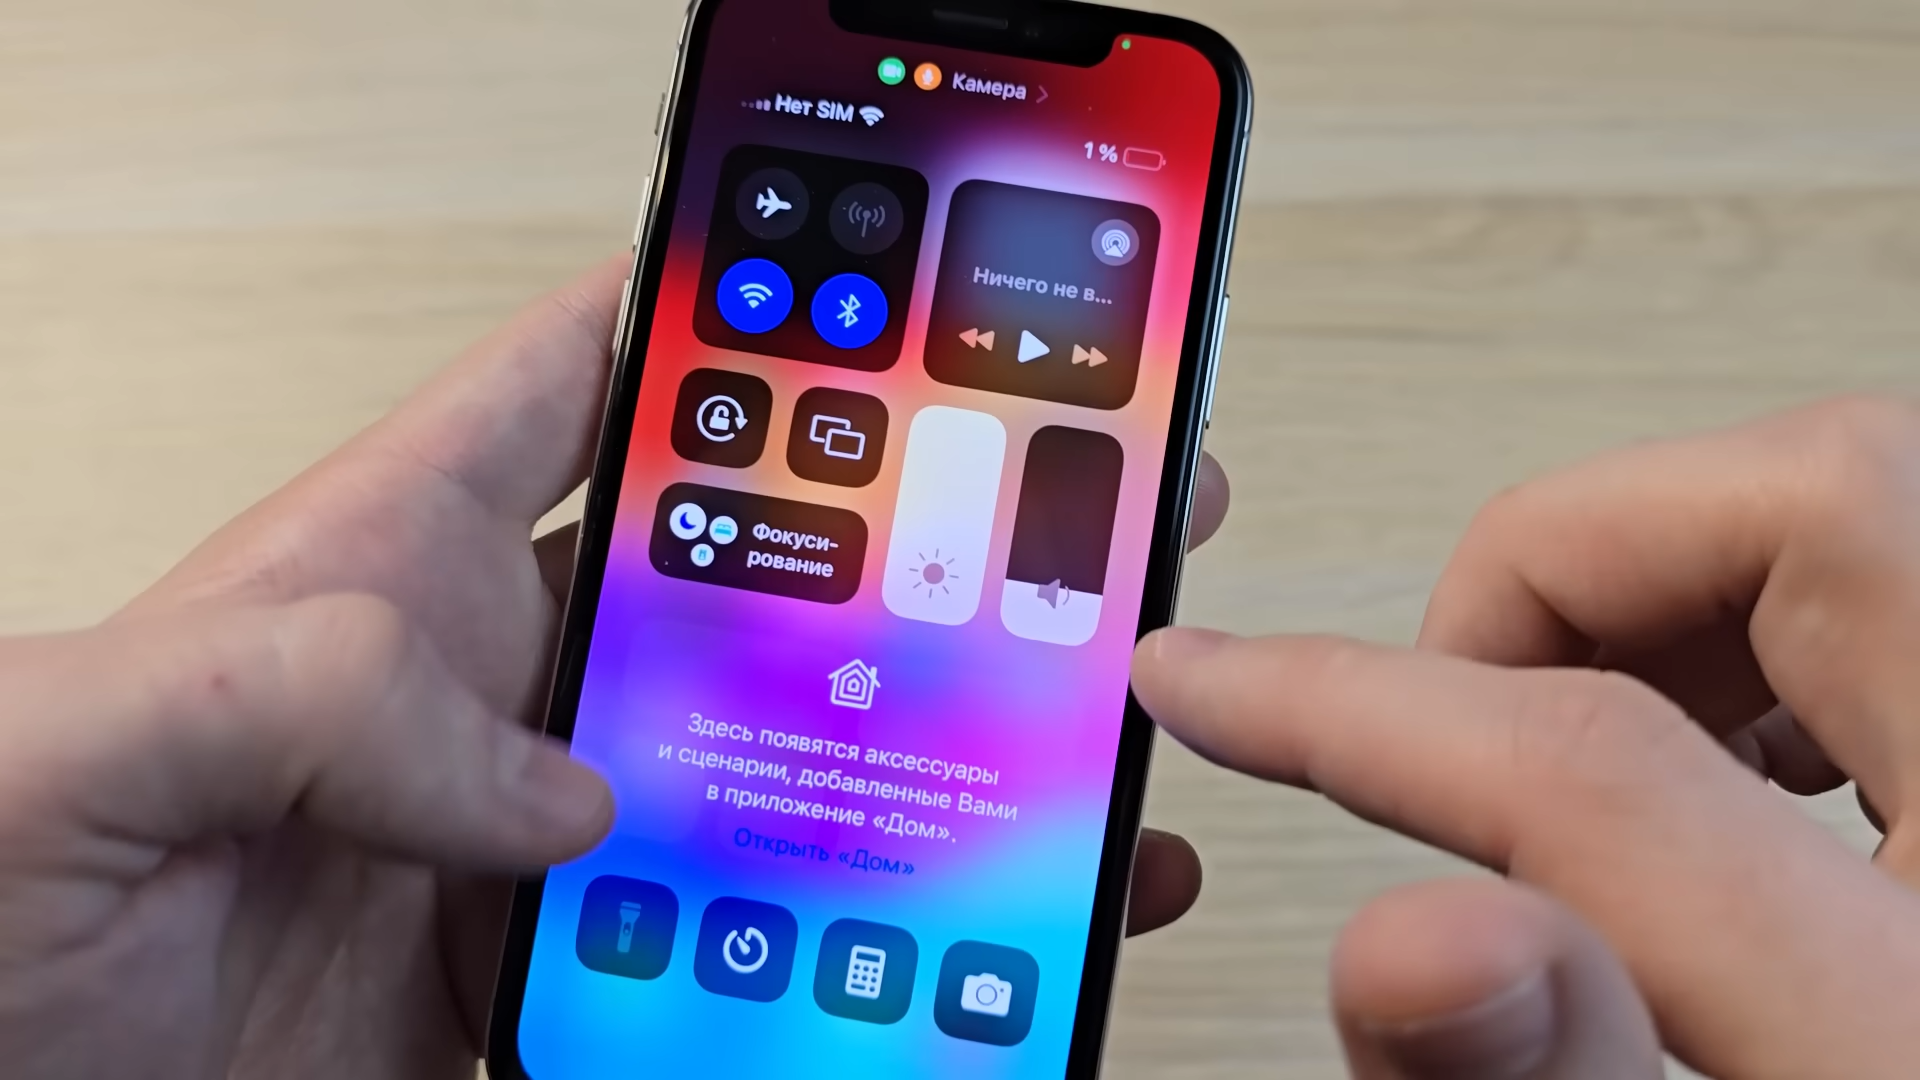 Камера
Нет SIM
1 %
Ничего не в...
Фокуси-
рование
Здесь появятся аксессуары
и сценарии, добавленные Вами
в приложение «Дом».
Открыть «Дом»